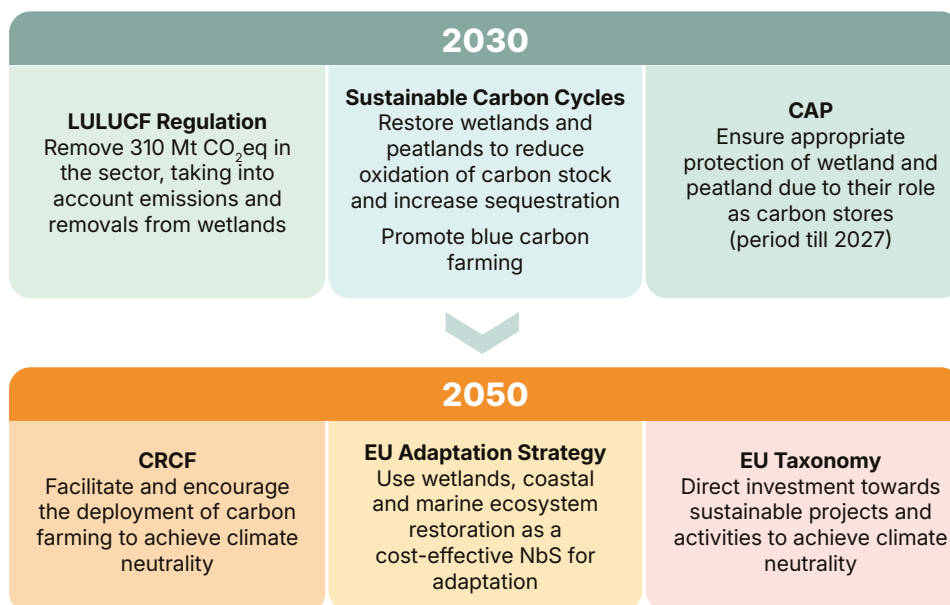 2030
LULUCF Regulation
Remove 310 Mt CO₂eq in
the sector, taking into
account emissions and
removals from wetlands
Sustainable Carbon Cycles
Restore wetlands and
peatlands to reduce
oxidation of carbon stock
and increase sequestration
Promote blue carbon
farming
CAP
Ensure appropriate
protection of wetland and
peatland due to their role
as carbon stores
(period till 2027)
2050
CRCF
Facilitate and encourage
the deployment of carbon
farming to achieve climate
neutrality
EU Adaptation Strategy
Use wetlands, coastal
and marine ecosystem
restoration as a
cost-effective NbS for
adaptation
EU Taxonomy
Direct investment towards
sustainable projects and
activities to achieve climate
neutrality